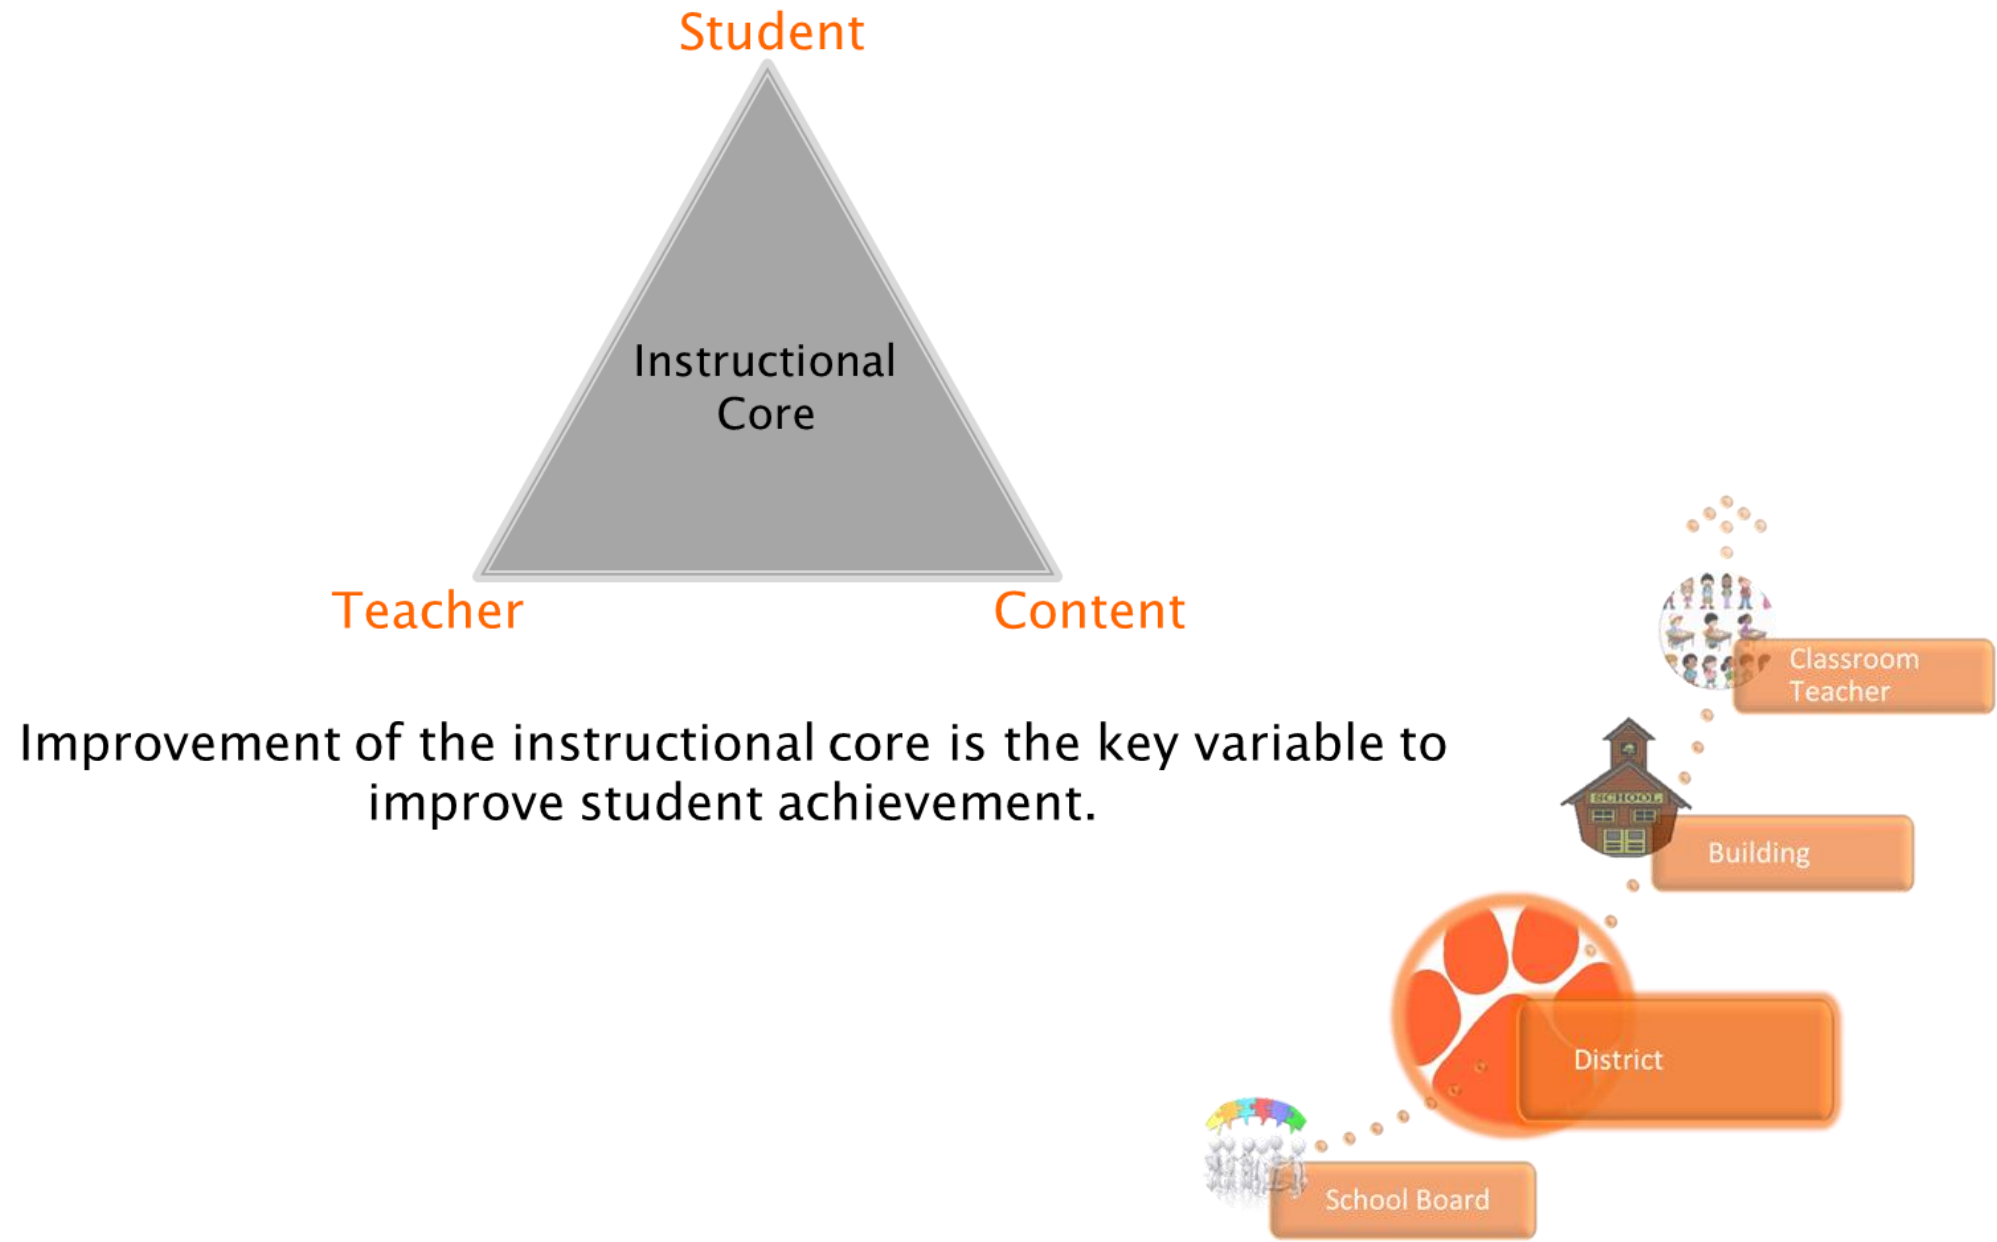 Student
Instructional
Core
Teacher
Content
Improvement of the instructional core is the key variable to
improve student achievement.
Classroom
Teacher
SCHOOL
Building
District
School Board